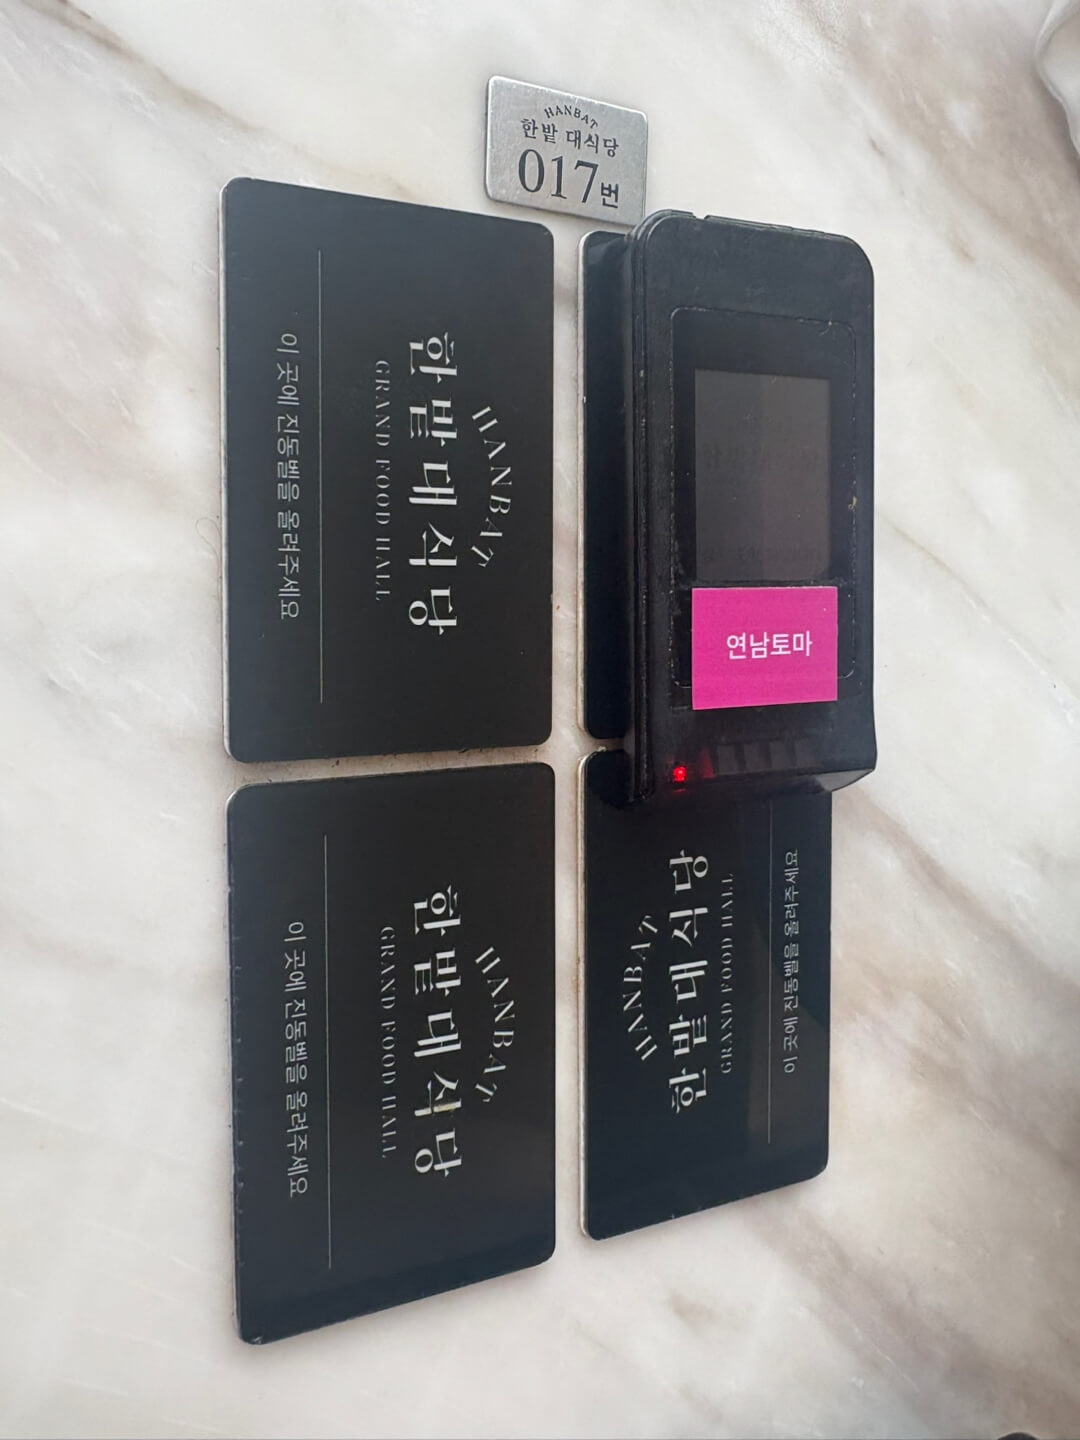 HANBAT
한밭 대식당
017번
HANBAT
한밭대식당
GRAND FOOD HALL
이 곳에 진동벨을 올려주세요
연남토마
HANBAT
한밭대식당
GRAND FOOD HALL
이 곳에 진동벨을 올려주세요
HANBAT
한밭대식당
GRAND FOOD HALL
이 곳에 진동벨을 올려주세요